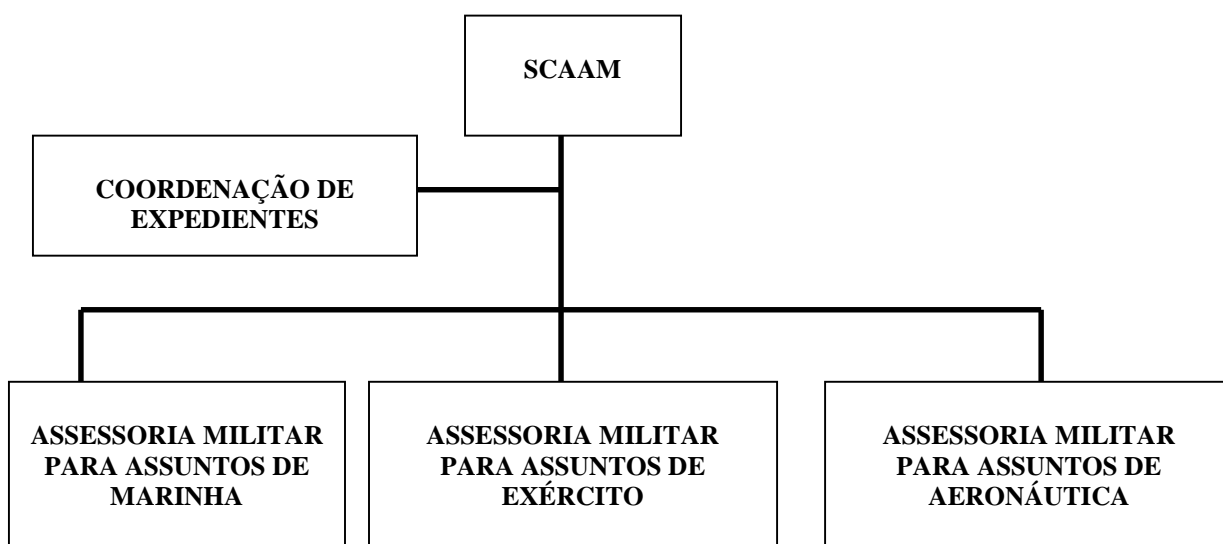 SCAAM
COORDENAÇÃO DE
EXPEDIENTES
ASSESSORIA MILITAR
PARA ASSUNTOS DE
MARINHA
ASSESSORIA MILITAR
PARA ASSUNTOS DE
EXÉRCITO
ASSESSORIA MILITAR
PARA ASSUNTOS DE
AERONÁUTICA